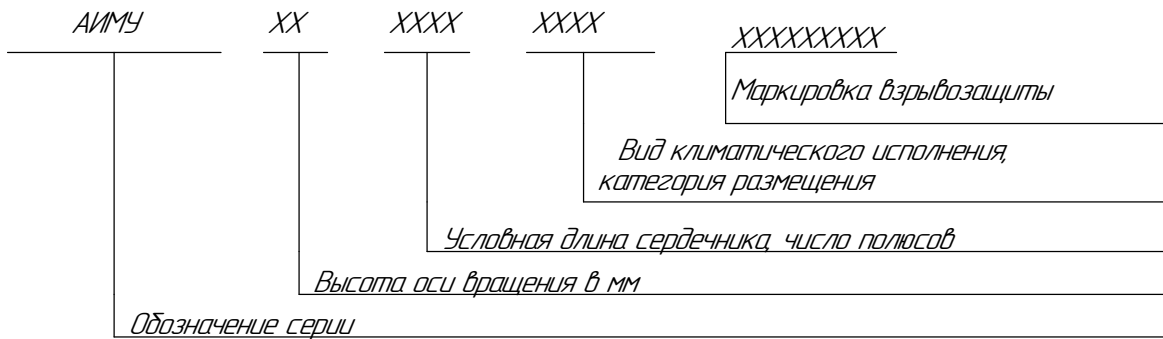 АИМУ XX XXXX XXXX XXXXXXXXX
Маркировка взрывозащиты
Вид климатического исполнения,
категория размещения
Условная длина сердечника, число полюсов
Высота оси вращения в мм
Обозначение серии